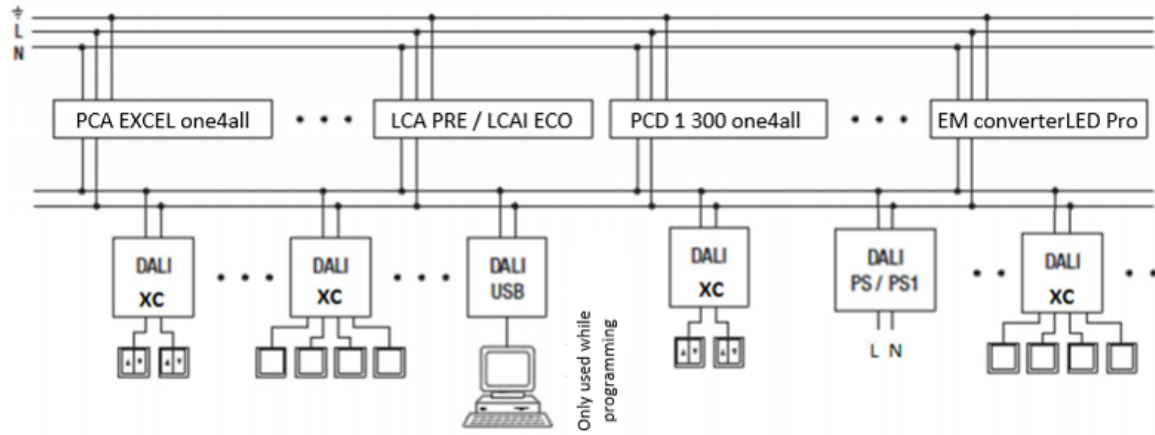 L
N
PCA EXCEL one4all
LCA PRE / LCAI ECO
PCD 1 300 one4all
EM converterLED Pro
DALI
XC
DALI
XC
DALI
USB
Only used while
programming
DALI
XC
DALI
PS / PS1
L N
DALI
XC